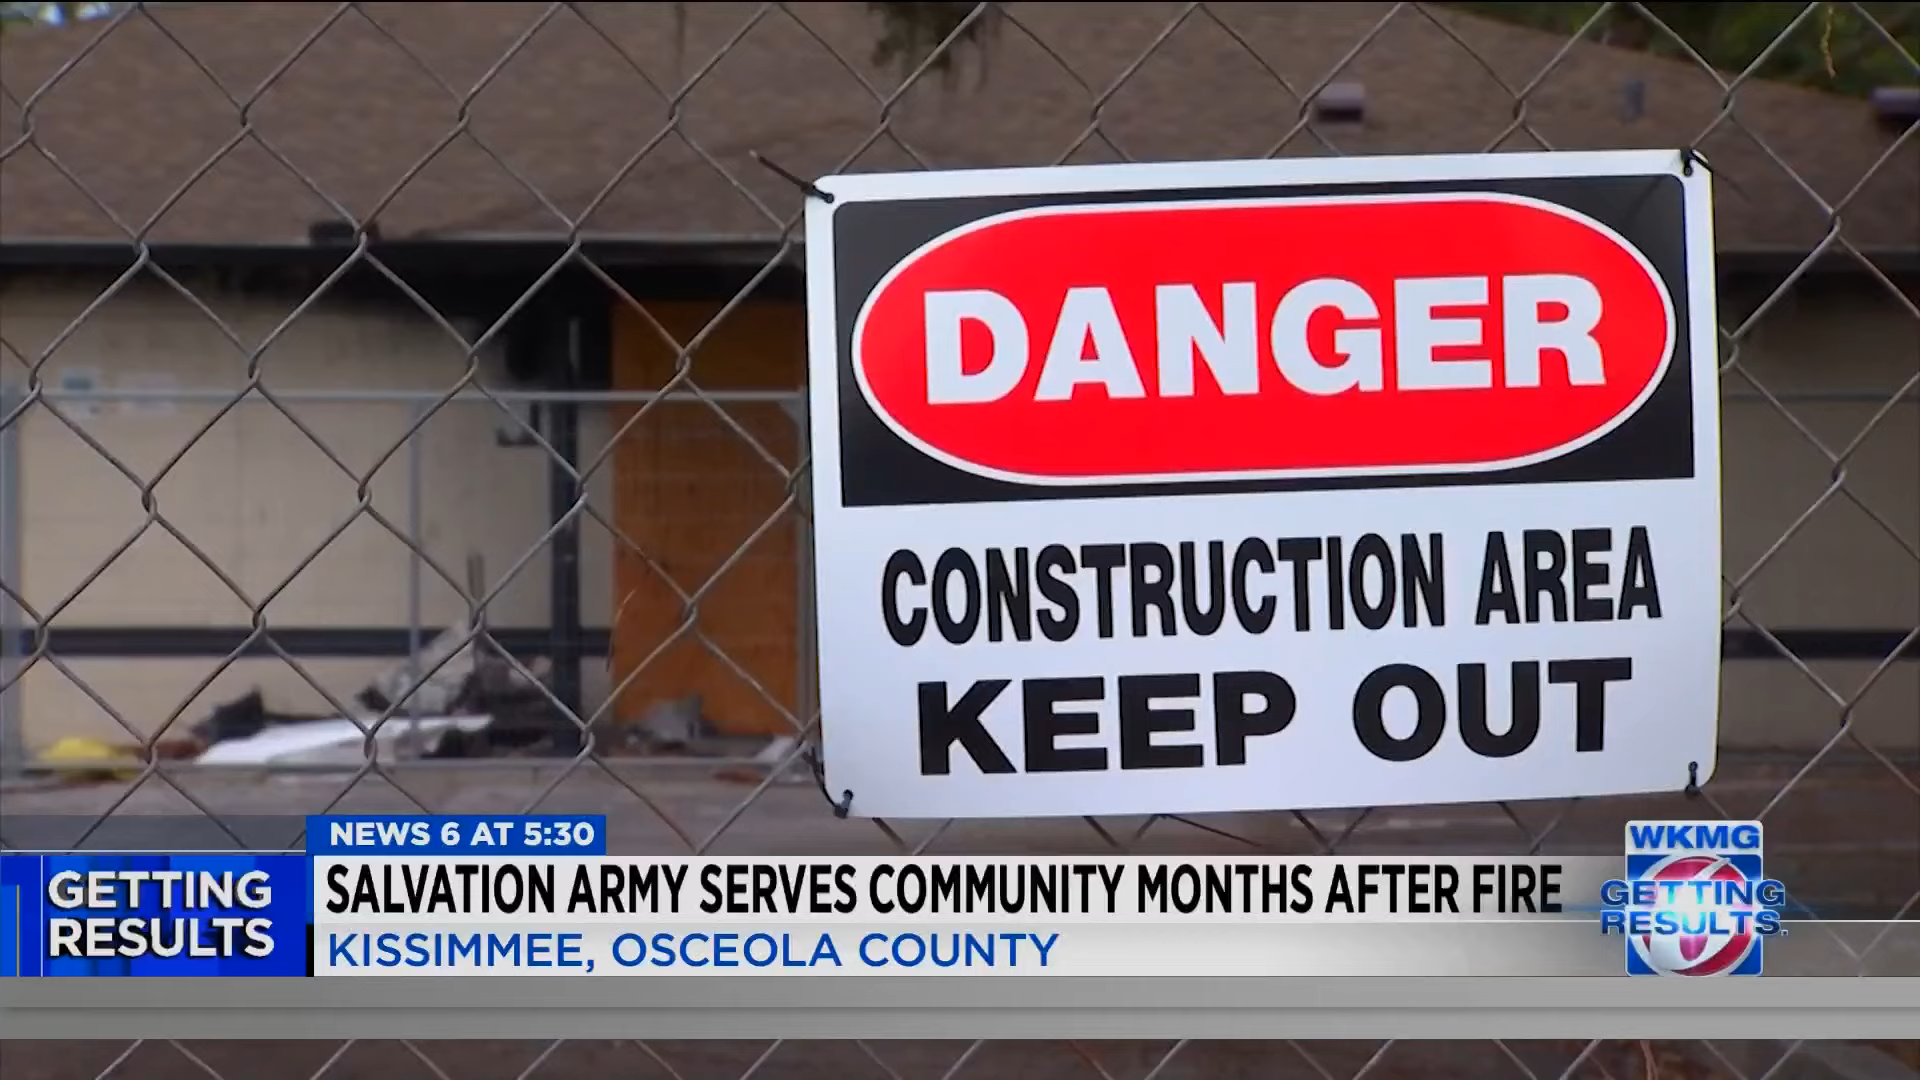 DANGER
CONSTRUCTION AREA
KEEP OUT
NEWS 6 AT 5:30
GETTING
RESULTS
SALVATION ARMY SERVES COMMUNITY MONTHS AFTER FIRE
KISSIMMEE, OSCEOLA COUNTY
WKMG
GETTING
RESULTS.